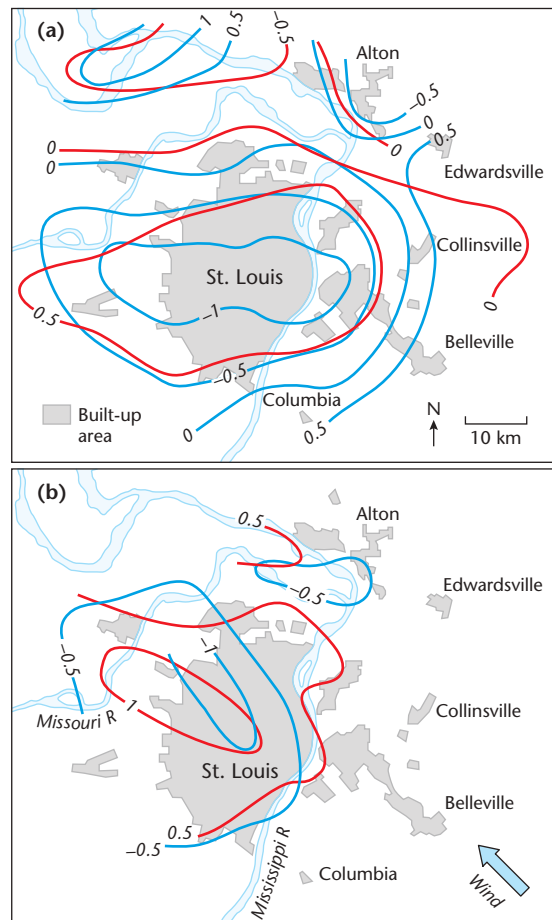 (a)
1
0.5
−0.5
Alton
−0.5
0
0.5
0
0
0
Edwardsville
Collinsville
St. Louis
0
−1
0.5
Belleville
−0.5
Columbia
0
0.5
Built-up
area
N
10 km
(b)
0.5
Alton
−0.5
Edwardsville
−1
−0.5
1
Missouri R
Collinsville
St. Louis
Belleville
0.5
−0.5
Mississippi R
Columbia
Wind